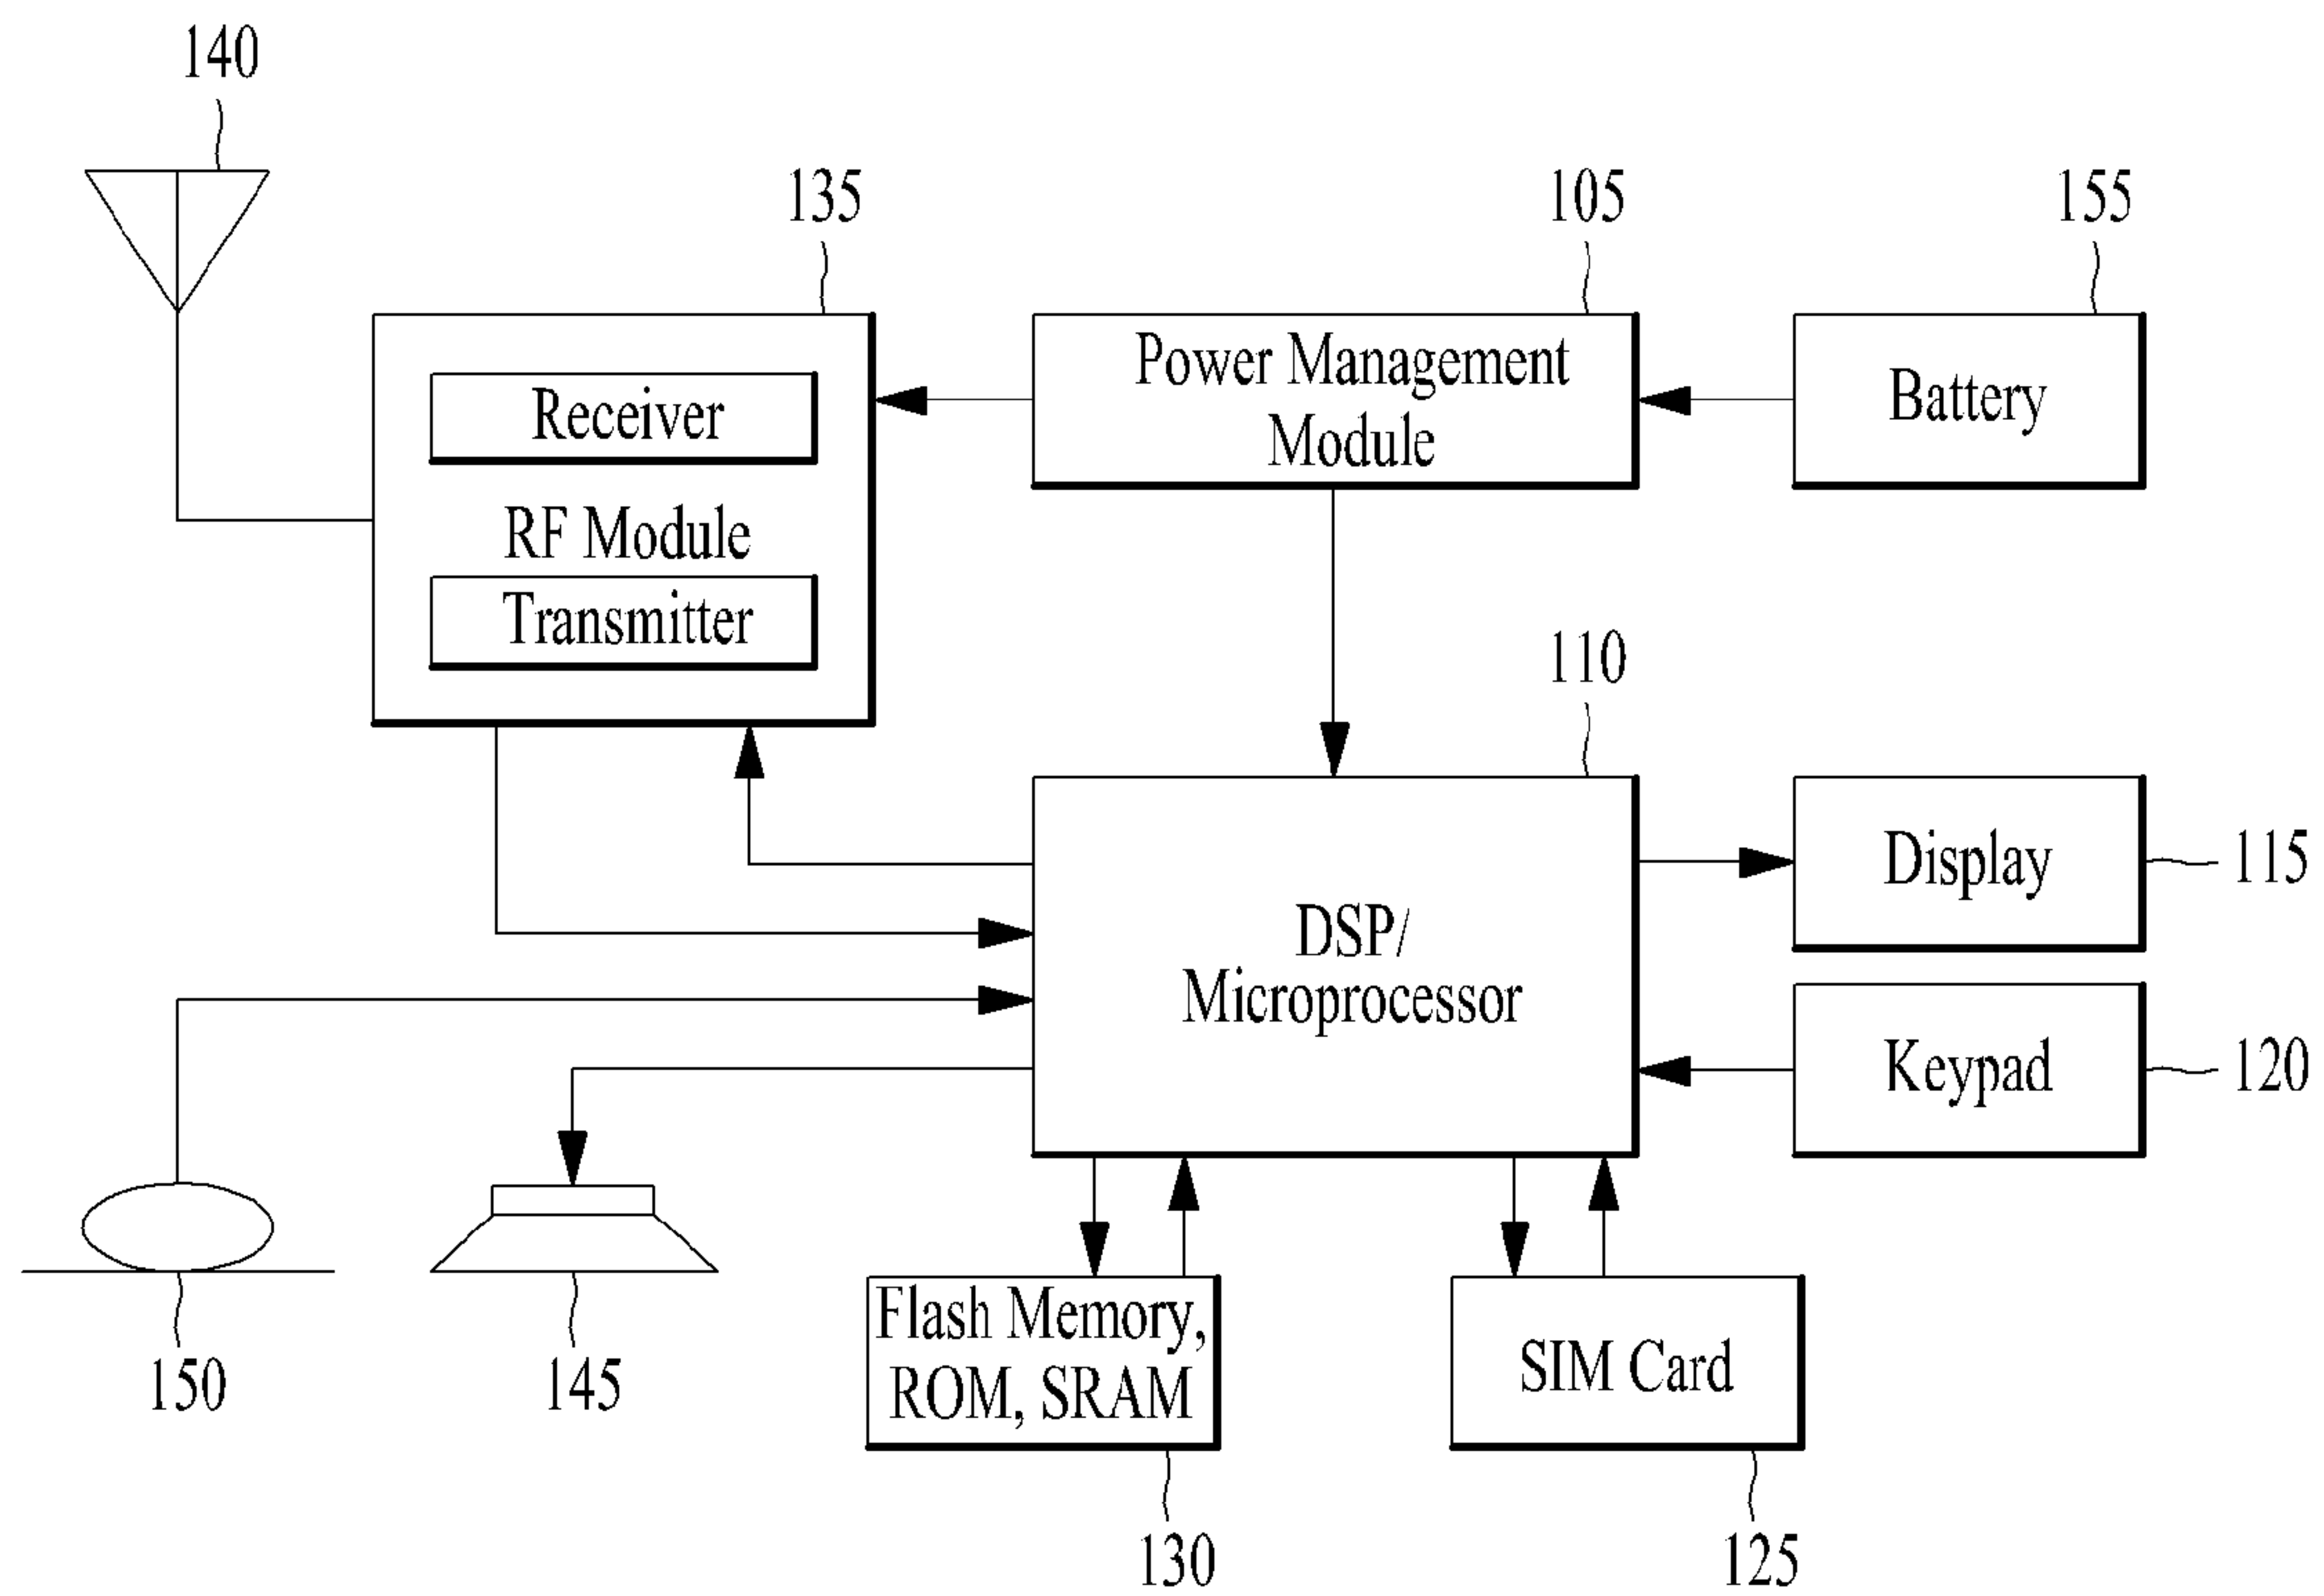 140
135
105
155
Receiver
RF Module
Transmitter
Power Management
Module
Battery
110
DSP/
Microprocessor
Display
115
Keypad
120
150
145
Flash Memory,
ROM, SRAM
130
SIM Card
125